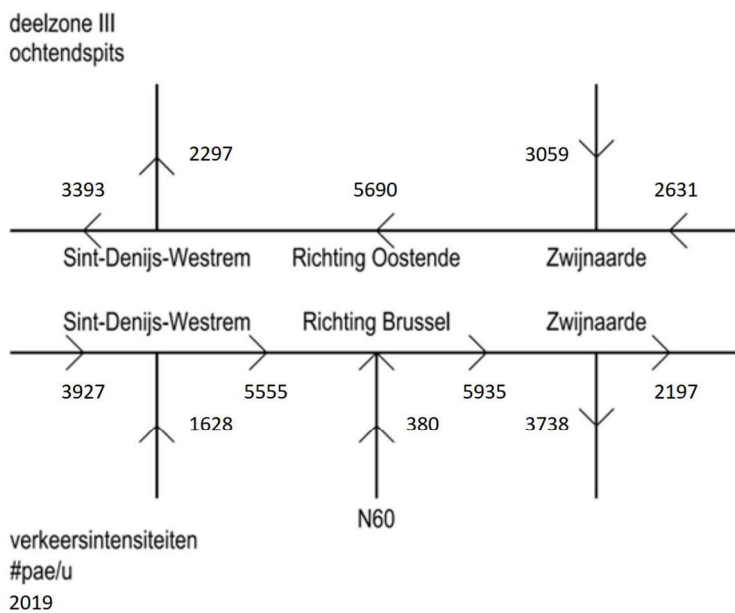 deelzone III
ochtendspits
2297
3059
3393
5690
2631
Sint-Denijs-Westrem
Richting Oostende
Zwijnaarde
Sint-Denijs-Westrem
Richting Brussel
Zwijnaarde
3927
5555
5935
2197
1628
380
3738
N60
verkeersintensiteiten
#pae/u
2019